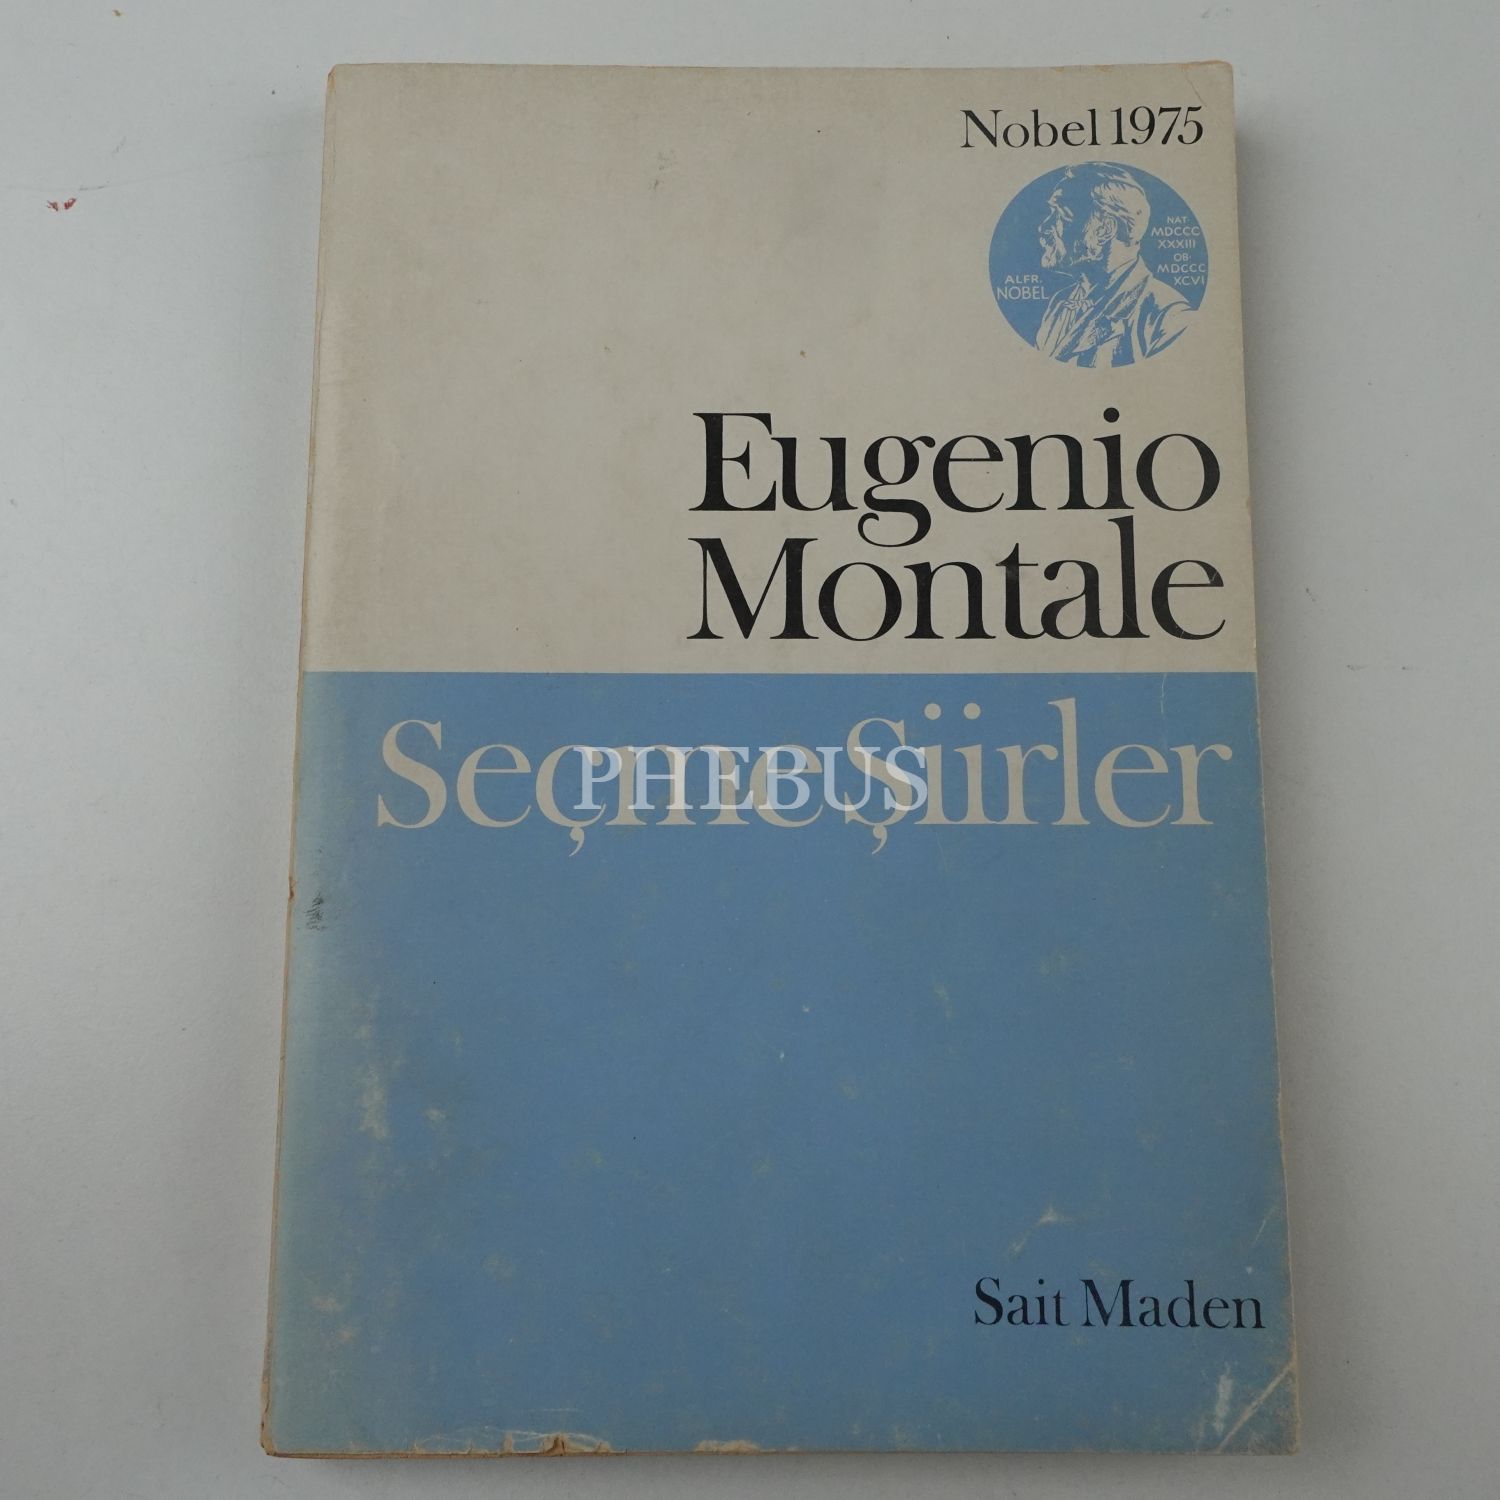 Nobel 1975
NAT·
MDCCC
XXXIII
OB·
MDCCC
XCVI
ALFR.
NOBEL
Eugenio
Montale
Seçme Şiirler
PHEBUS
Sait Maden